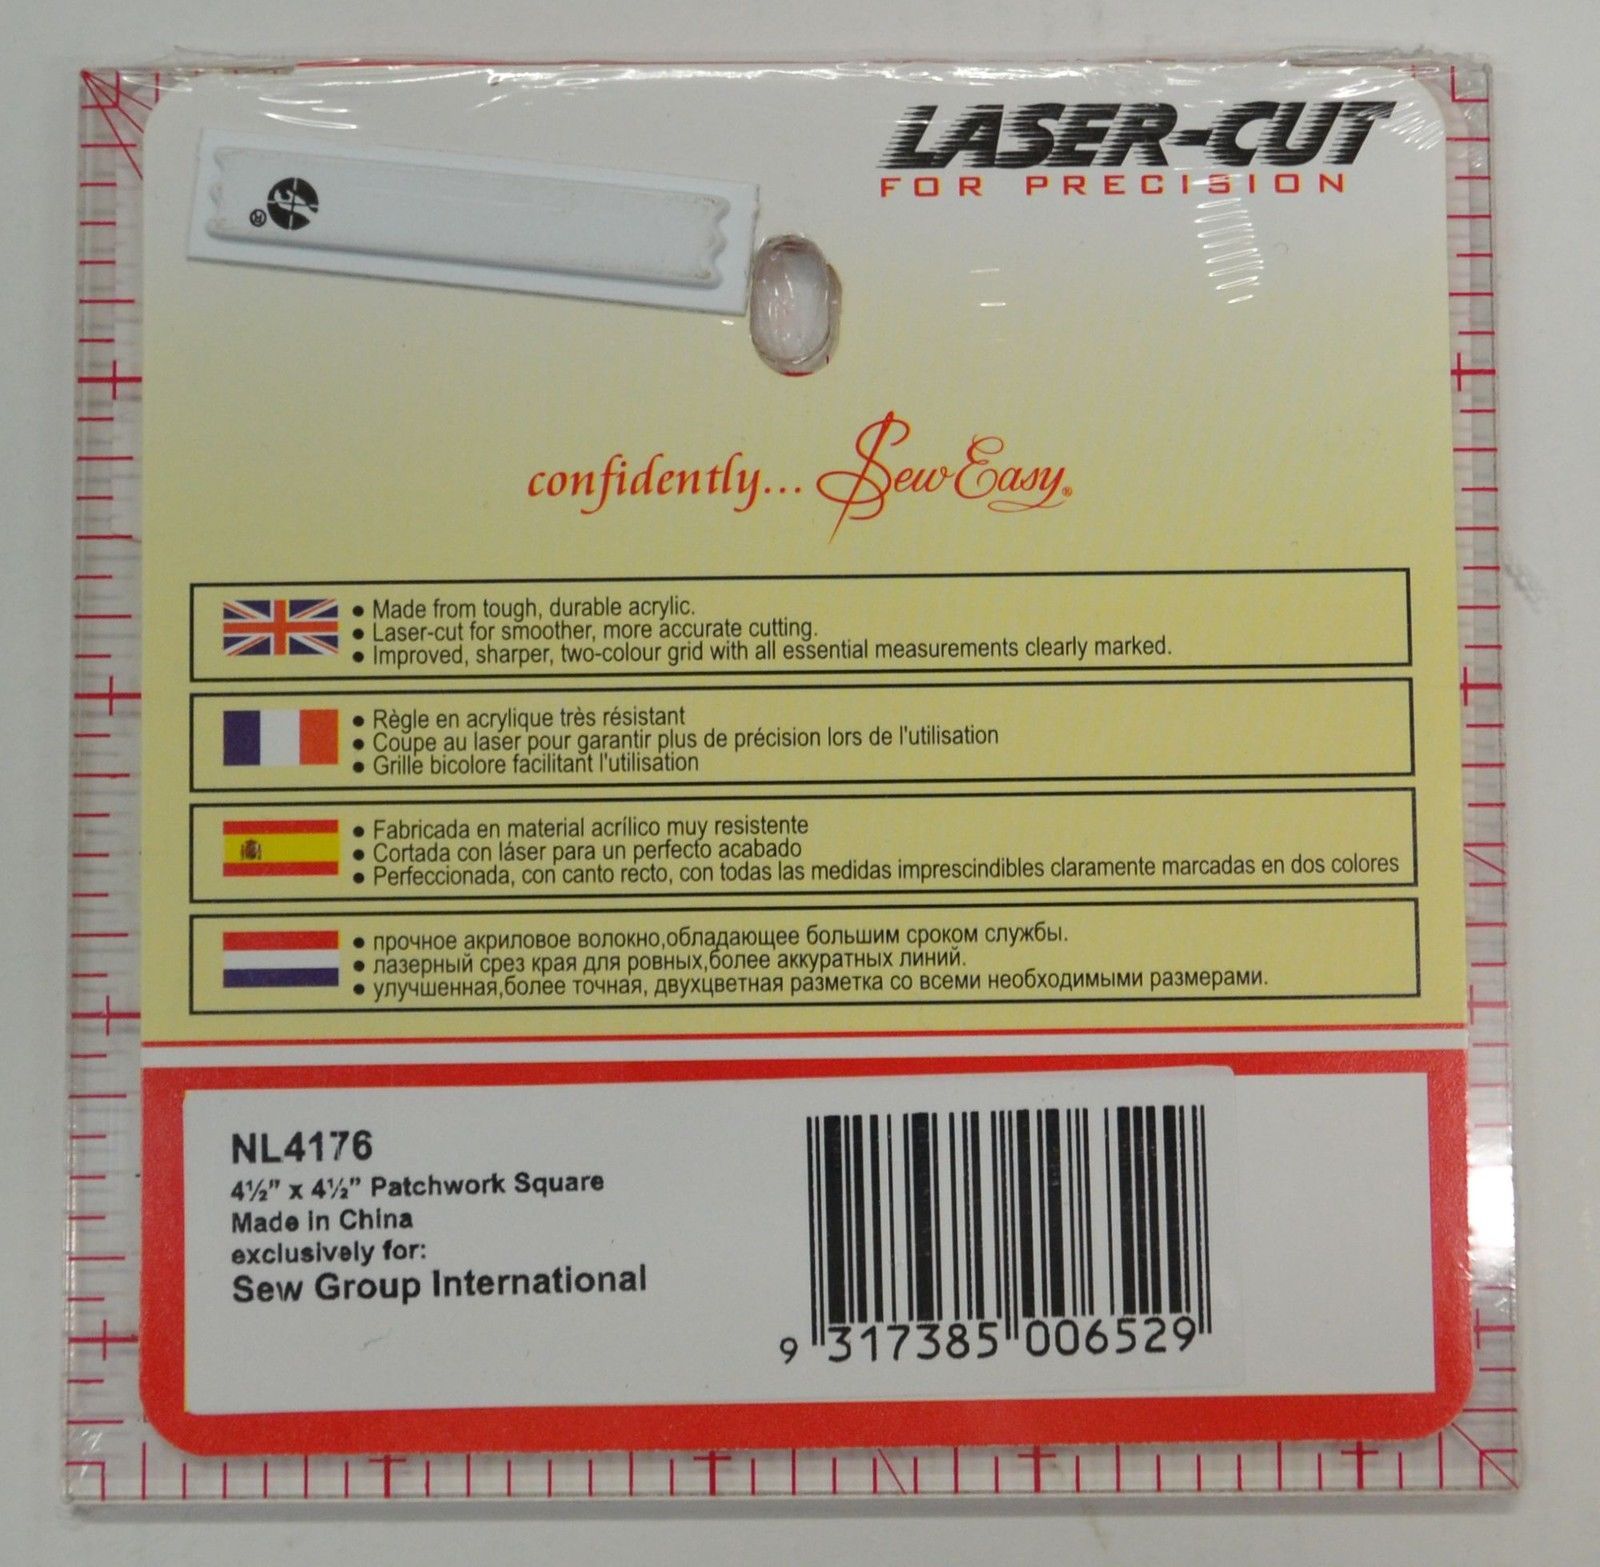 LASER-CUT
FOR PRECISION
®
confidently... Sew Easy®
• Made from tough, durable acrylic.
• Laser-cut for smoother, more accurate cutting.
• Improved, sharper, two-colour grid with all essential measurements clearly marked.
• Règle en acrylique très résistant
• Coupe au laser pour garantir plus de précision lors de l'utilisation
• Grille bicolore facilitant l'utilisation
• Fabricada en material acrílico muy resistente
• Cortada con láser para un perfecto acabado
• Perfeccionada, con canto recto, con todas las medidas imprescindibles claramente marcadas en dos colores
• прочное акриловое волокно,обладающее большим сроком службы.
• лазерный срез края для ровных,более аккуратных линий.
• улучшенная,более точная, двухцветная разметка со всеми необходимыми размерами.
NL4176
4½” x 4½” Patchwork Square
Made in China
exclusively for:
Sew Group International
9 317385 006529